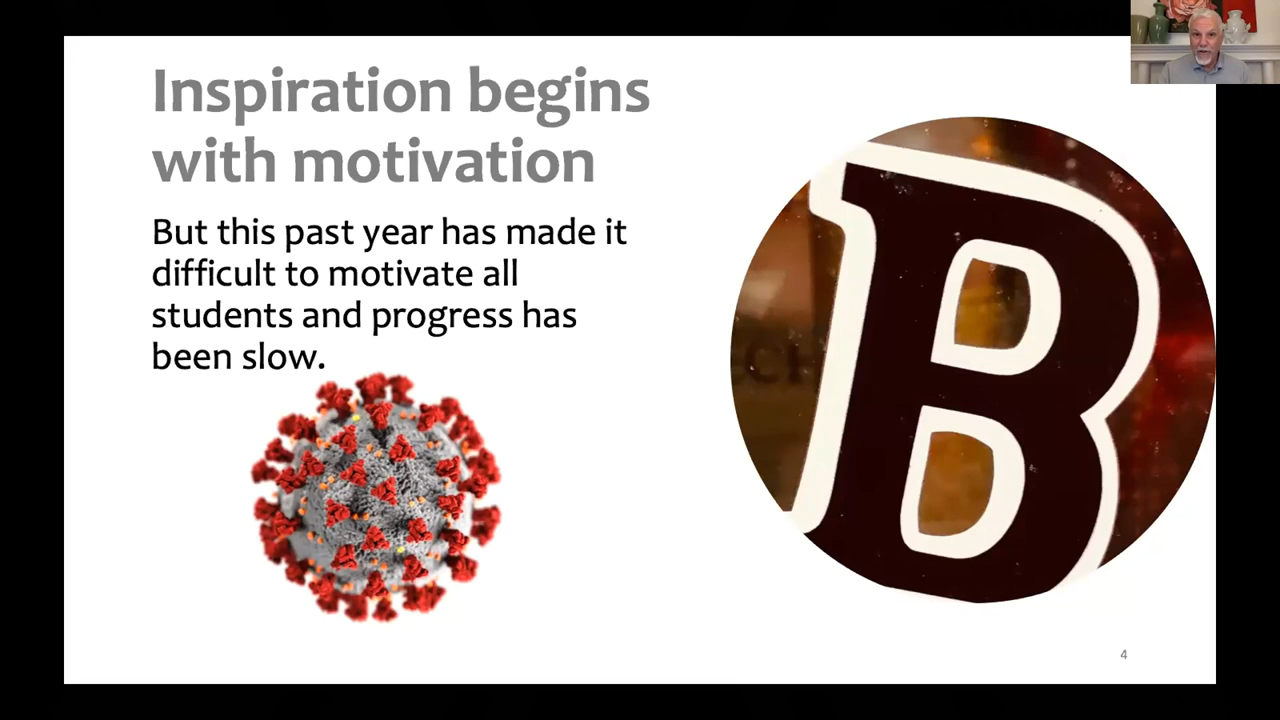 Inspiration begins
with motivation
But this past year has made it
difficult to motivate all
students and progress has
been slow.
B
4